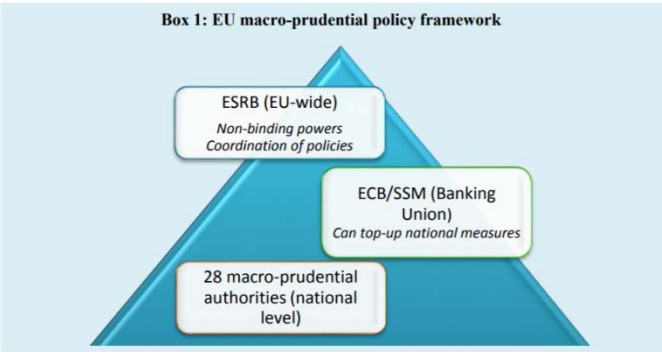 Box 1: EU macro-prudential policy framework
ESRB (EU-wide)
Non-binding powers
Coordination of policies
ECB/SSM (Banking
Union)
Can top-up national measures
28 macro-prudential
authorities (national
level)